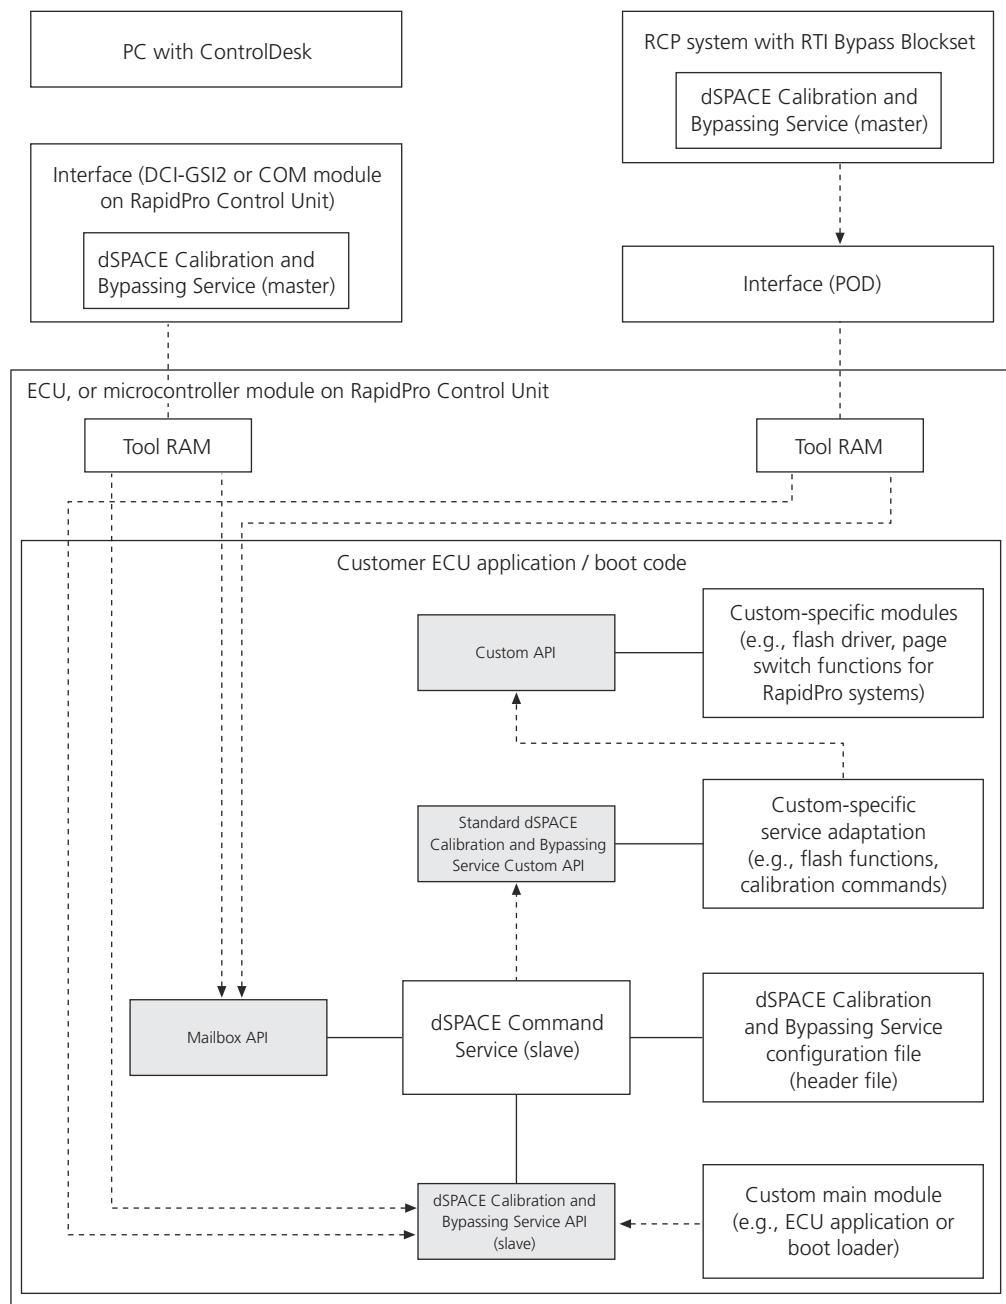 PC with ControlDesk
RCP system with RTI Bypass Blockset
dSPACE Calibration and
Bypassing Service (master)
Interface (DCI-GSI2 or COM module
on RapidPro Control Unit)
dSPACE Calibration and
Bypassing Service (master)
Interface (POD)
ECU, or microcontroller module on RapidPro Control Unit
Tool RAM
Tool RAM
Customer ECU application / boot code
Custom API
Custom-specific modules
(e.g., flash driver, page
switch functions for
RapidPro systems)
Standard dSPACE
Calibration and Bypassing
Service Custom API
Custom-specific
service adaptation
(e.g., flash functions,
calibration commands)
Mailbox API
dSPACE Command
Service (slave)
dSPACE Calibration
and Bypassing Service
configuration file
(header file)
dSPACE Calibration and
Bypassing Service API
(slave)
Custom main module
(e.g., ECU application or
boot loader)